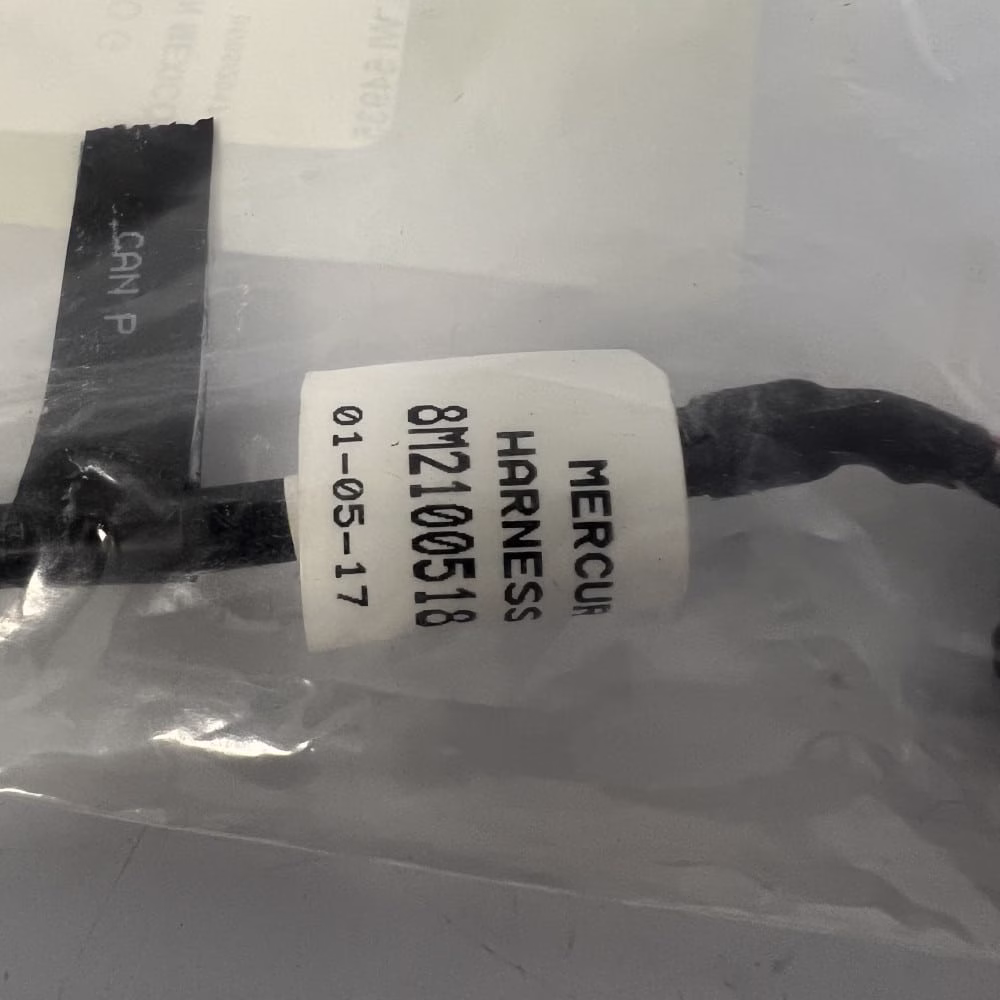 MERCUR
HARNESS
8M2100518
01-05-17
CAN P